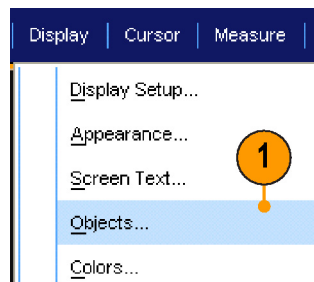 Display | Cursor | Measure |
Display Setup...
Appearance...
1
Screen Text...
Objects...
Colors...